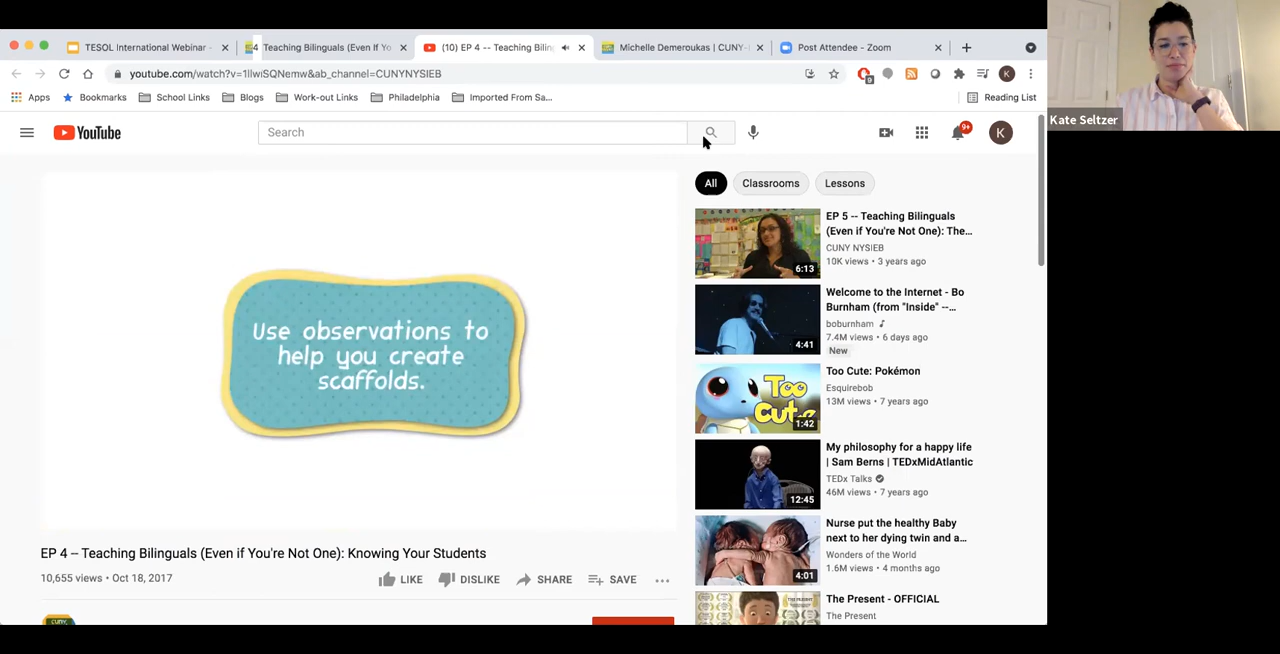 TESOL International Webinar -
4 Teaching Bilinguals (Even If Yo
(10) EP 4 -- Teaching Bilin
Michelle Demeroukas | CUNY-
Post Attendee - Zoom
youtube.com/watch?v=1IlwiSQNemw&ab_channel=CUNYNYSIEB
9
K
Apps
Bookmarks
School Links
Blogs
Work-out Links
Philadelphia
Imported From Sa...
Reading List
Kate Seltzer
YouTube
Search
9+
K
All
Classrooms
Lessons
Use observations to
help you create
scaffolds.
EP 5 -- Teaching Bilinguals
(Even if You're Not One): The...
CUNY NYSIEB
10K views • 3 years ago
6:13
Welcome to the Internet - Bo
Burnham (from "Inside" --...
boburnham
7.4M views • 6 days ago
New
4:41
Too Cute: Pokémon
Esquirebob
13M views • 7 years ago
TOO
CUTE
1:42
My philosophy for a happy life
| Sam Berns | TEDxMidAtlantic
TEDx Talks
46M views • 7 years ago
12:45
Nurse put the healthy Baby
next to her dying twin and a...
Wonders of the World
1.6M views • 4 months ago
4:01
The Present - OFFICIAL
The Present
EP 4 -- Teaching Bilinguals (Even if You're Not One): Knowing Your Students
10,655 views • Oct 18, 2017
LIKE
DISLIKE
SHARE
SAVE
CUNY